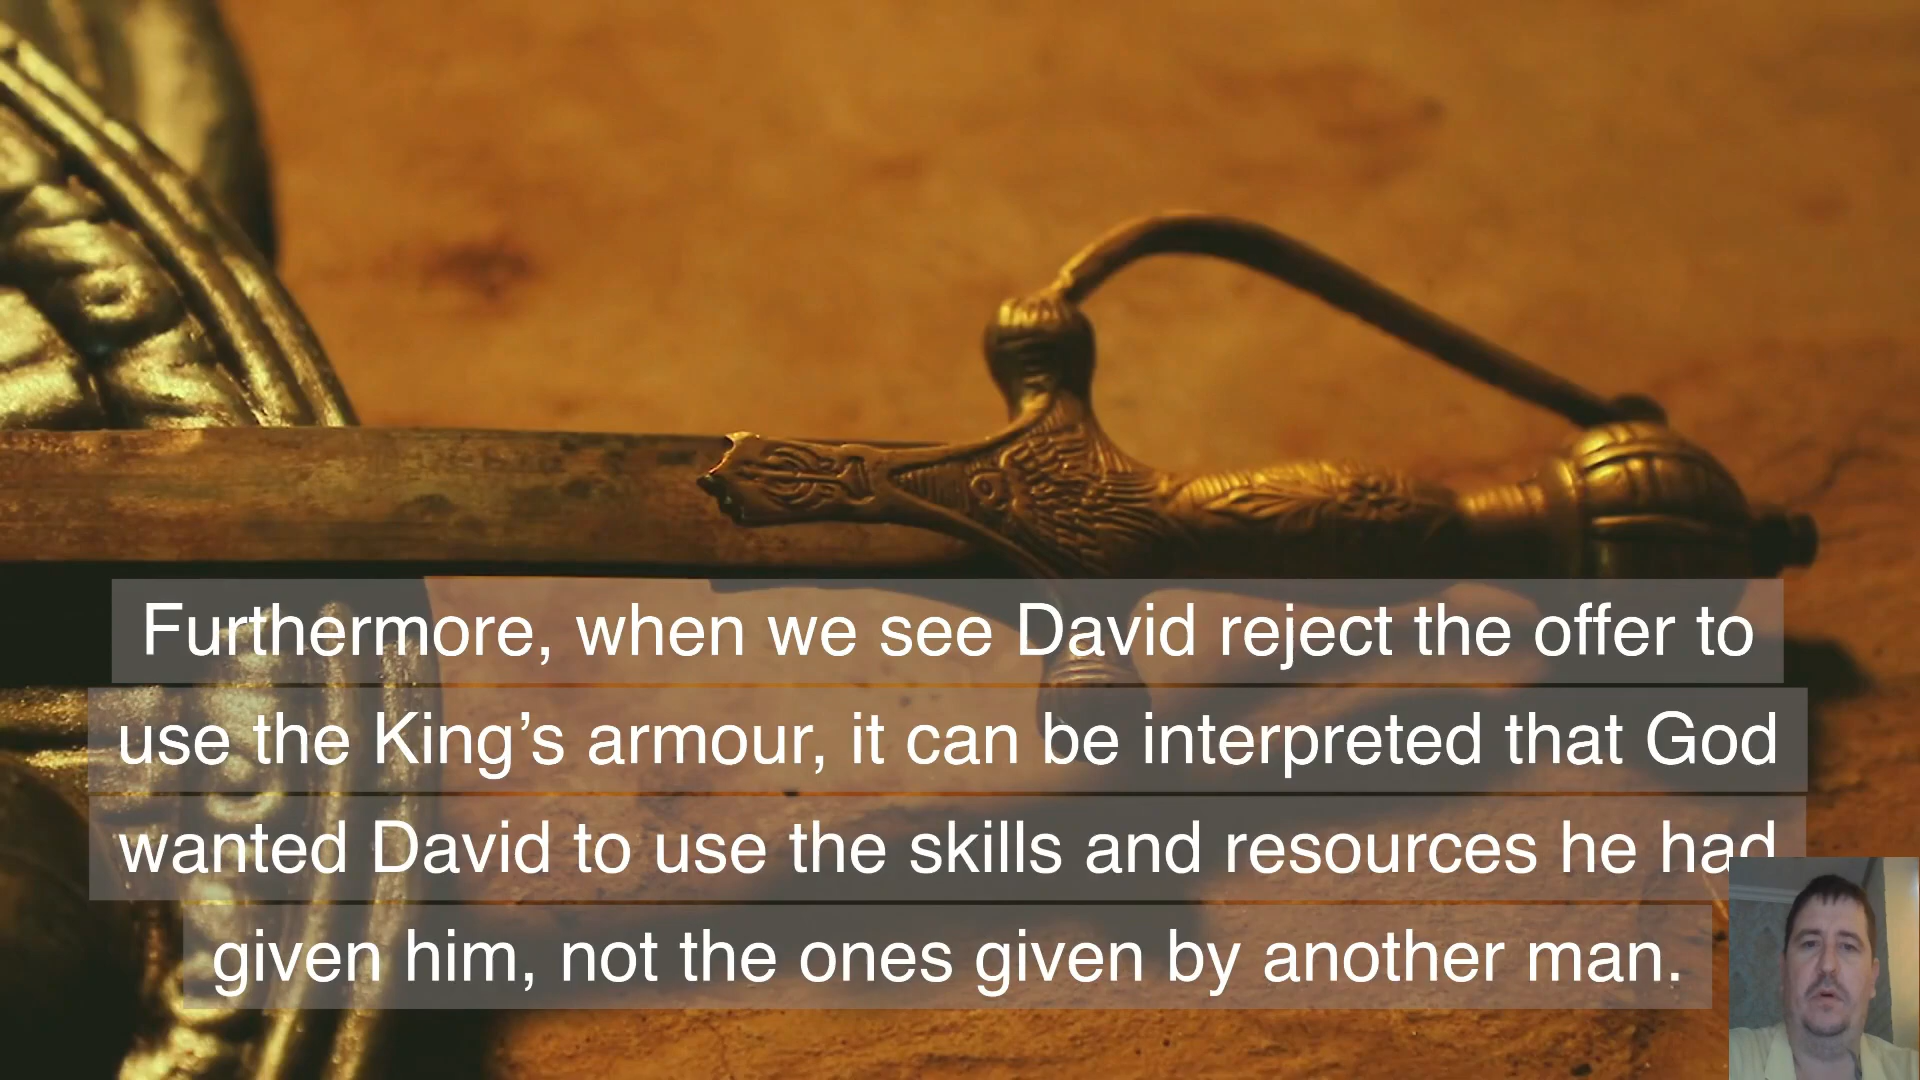 Furthermore, when we see David reject the offer to
use the King’s armour, it can be interpreted that God
wanted David to use the skills and resources he had
given him, not the ones given by another man.